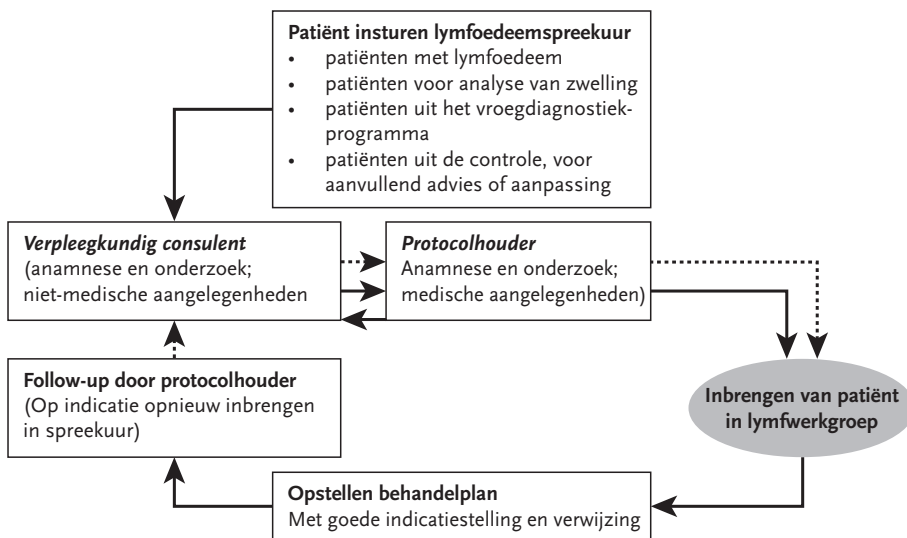 Patiënt insturen lymfoedeemspreekuur
• patiënten met lymfoedeem
• patiënten voor analyse van zwelling
• patiënten uit het vroegdiagnostiek-
programma
• patiënten uit de controle, voor
aanvullend advies of aanpassing
Verpleegkundig consulent
(anamnese en onderzoek;
niet-medische aangelegenheden
Protocolhouder
Anamnese en onderzoek;
medische aangelegenheden)
Follow-up door protocolhouder
(Op indicatie opnieuw inbrengen
in spreekuur)
Inbrengen van patiënt
in lymfwerkgroep
Opstellen behandelplan
Met goede indicatiestelling en verwijzing